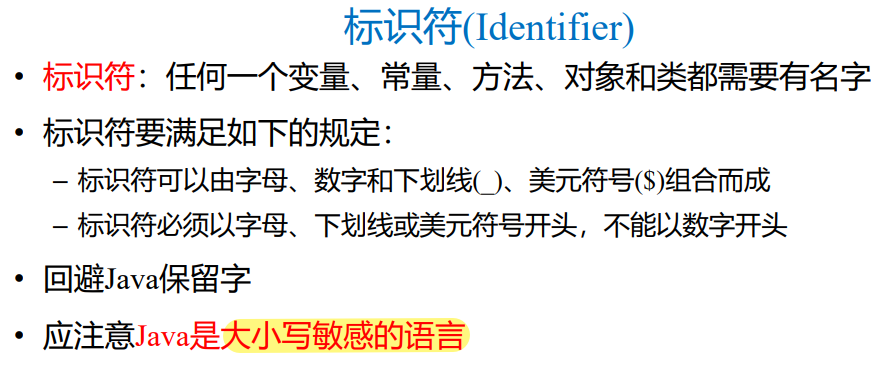 标识符(Identifier)
• 标识符：任何一个变量、常量、方法、对象和类都需要有名字
• 标识符要满足如下的规定：
– 标识符可以由字母、数字和下划线(_)、美元符号($)组合而成
– 标识符必须以字母、下划线或美元符号开头，不能以数字开头
• 回避Java保留字
• 应注意Java是大小写敏感的语言